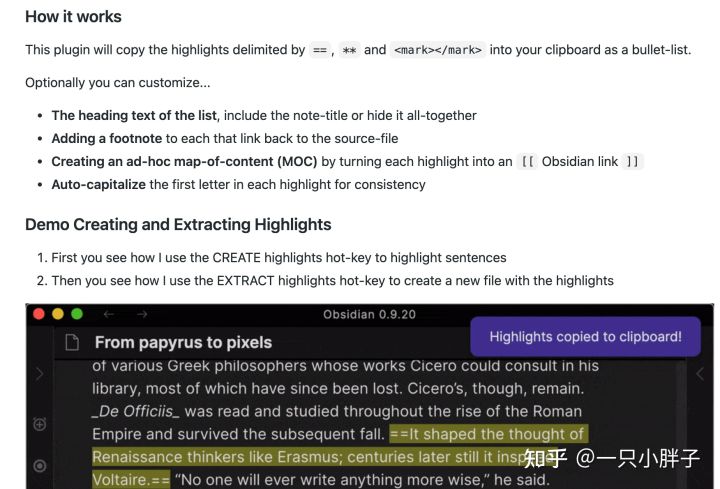 How it works
This plugin will copy the highlights delimited by ==, ** and <mark></mark> into your clipboard as a bullet-list.
Optionally you can customize...
• The heading text of the list, include the note-title or hide it all-together
• Adding a footnote to each that link back to the source-file
• Creating an ad-hoc map-of-content (MOC) by turning each highlight into an [[ Obsidian link ]]
• Auto-capitalize the first letter in each highlight for consistency
Demo Creating and Extracting Highlights
1. First you see how I use the CREATE highlights hot-key to highlight sentences
2. Then you see how I use the EXTRACT highlights hot-key to create a new file with the highlights
Obsidian 0.9.20
Highlights copied to clipboard!
From papyrus to pixels
of various Greek philosophers whose works Cicero could consult in his
library, most of which have since been lost. Cicero's, though, remain.
_De Officiis_ was read and studied throughout the rise of the Roman
Empire and survived the subsequent fall. ==It shaped the thought of
Renaissance thinkers like Erasmus; centuries later still it
Voltaire.== "No one will ever write anything more wise," he said.
知乎 @一只小胖子